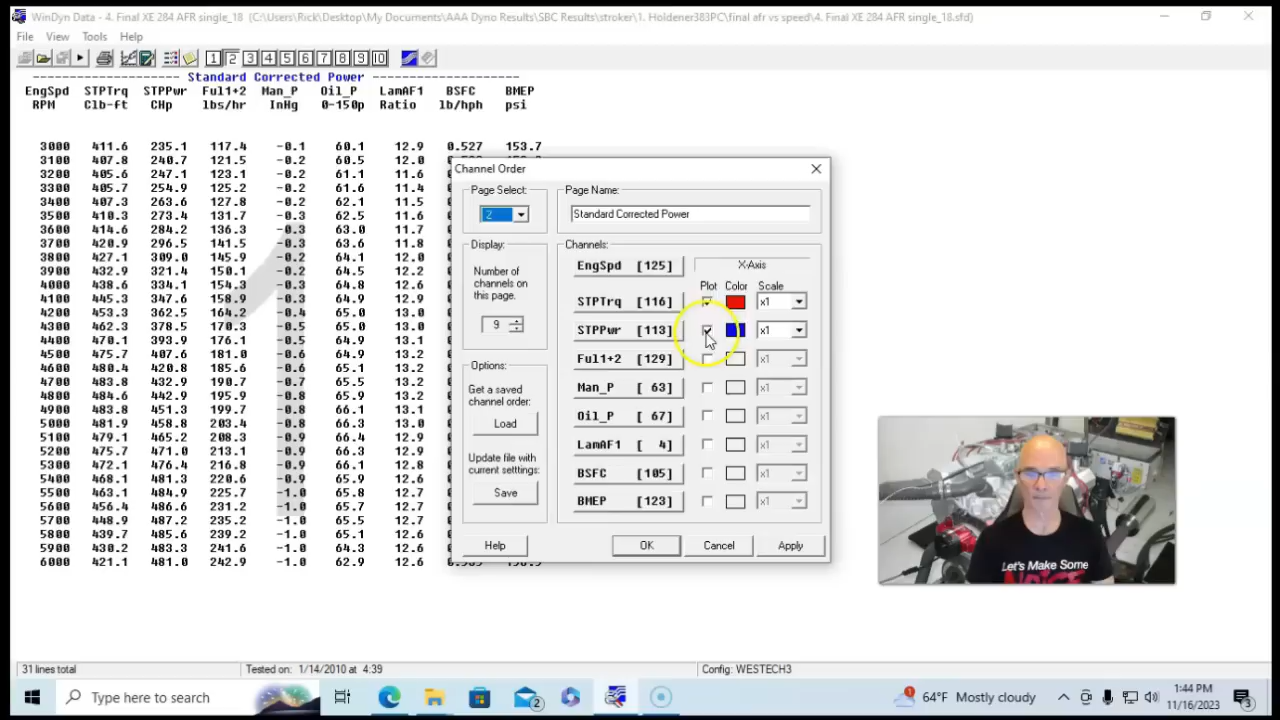 WinDyn Data - 4. Final XE 284 AFR single_18 (C:\Users\Rick\Desktop\My Documents\AAA Dyno Results\SBC Results\stroker\1. Holdener383PC\final afr vs speed\4. Final XE 284 AFR single_18.sfd)
File View Tools Help
1 2 3 4 5 6 7 8 9 10
-------------------- Standard Corrected Power --------------------
EngSpd STPTrq STPPwr Ful1+2 Man_P Oil_P LamAF1 BSFC BMEP
RPM Clb-ft CHp lbs/hr InHg 0-150p Ratio lb/hph psi
3000 411.6 235.1 117.4 -0.1 60.1 12.9 0.527 153.7
3100 407.8 240.7 121.5 -0.2 60.5 12.0
3200 405.6 247.1 123.1 -0.2 61.1 11.6
3300 405.7 254.9 125.2 -0.2 61.6 11.4
3400 407.3 263.6 127.8 -0.2 62.1 11.5
3500 410.3 273.4 131.7 -0.3 62.5 11.6
3600 414.6 284.2 136.3 -0.3 63.0 11.7
3700 420.9 296.5 141.5 -0.3 63.6 11.8
3800 427.1 309.0 145.9 -0.2 64.2 12.0
3900 432.9 321.4 150.1 -0.2 64.5 12.2
4000 438.6 334.1 154.3 -0.3 64.8 12.3
4100 445.3 347.6 158.9 -0.3 64.9 12.9
4200 453.3 362.5 164.2 -0.4 65.0 13.0
4300 462.3 378.5 170.3 -0.5 64.9 13.0
4400 470.1 393.9 176.1 -0.5 64.9 13.2
4500 475.7 407.6 181.0 -0.6 64.9 13.2
4600 480.4 420.8 185.6 -0.6 65.2 13.1
4700 483.8 432.9 190.7 -0.7 65.5 13.2
4800 484.6 442.9 195.9 -0.8 65.9 13.1
4900 483.8 451.3 199.7 -0.8 66.1 13.1
5000 481.9 458.8 203.4 -0.8 66.3 13.0
5100 479.1 465.2 208.3 -0.9 66.4 12.9
5200 475.7 471.0 213.1 -0.9 66.3 12.9
5300 472.1 476.4 216.8 -0.9 66.1 12.8
5400 468.1 481.3 220.6 -0.9 66.0 12.7
5500 463.1 484.9 225.7 -1.0 65.8 12.7
5600 456.4 486.6 231.2 -1.0 65.5 12.6
5700 448.9 487.2 235.2 -1.0 65.5 12.7
5800 439.7 485.6 239.2 -1.0 65.1 12.7
5900 430.2 483.3 241.6 -1.0 64.3 12.6
6000 421.1 481.0 242.9 -1.0 62.9 12.6
Channel Order
Page Select:
2
Page Name:
Standard Corrected Power
Display:
Number of
channels on
this page.
9
Options:
Get a saved
channel order:
Load
Update file with
current setttings:
Save
Channels:
X-Axis
Plot Color Scale
EngSpd [125]
STPTrq [116] x1
STPPwr [113] x1
Ful1+2 [129] x1
Man_P [ 63] x1
Oil_P [ 67] x1
LamAF1 [ 4] x1
BSFC [105] x1
BMEP [123] x1
Help OK Cancel Apply
Let's Make Some
NOISE
31 lines total Tested on: 1/14/2010 at 4:39 Config: WESTECH3
Type here to search
2
64°F Mostly cloudy
1:44 PM
11/16/2023
3